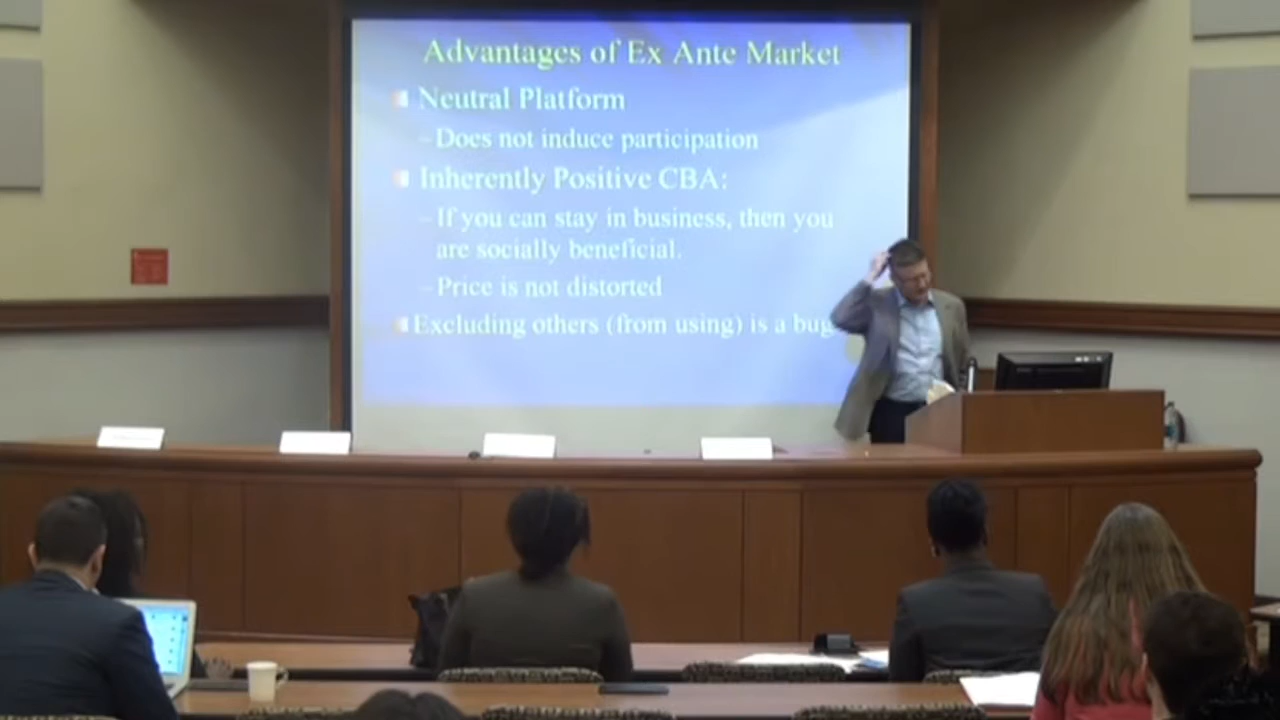 Advantages of Ex Ante Market
Neutral Platform
– Does not induce participation
Inherently Positive CBA:
– If you can stay in business, then you
are socially beneficial.
– Price is not distorted
Excluding others (from using) is a bug